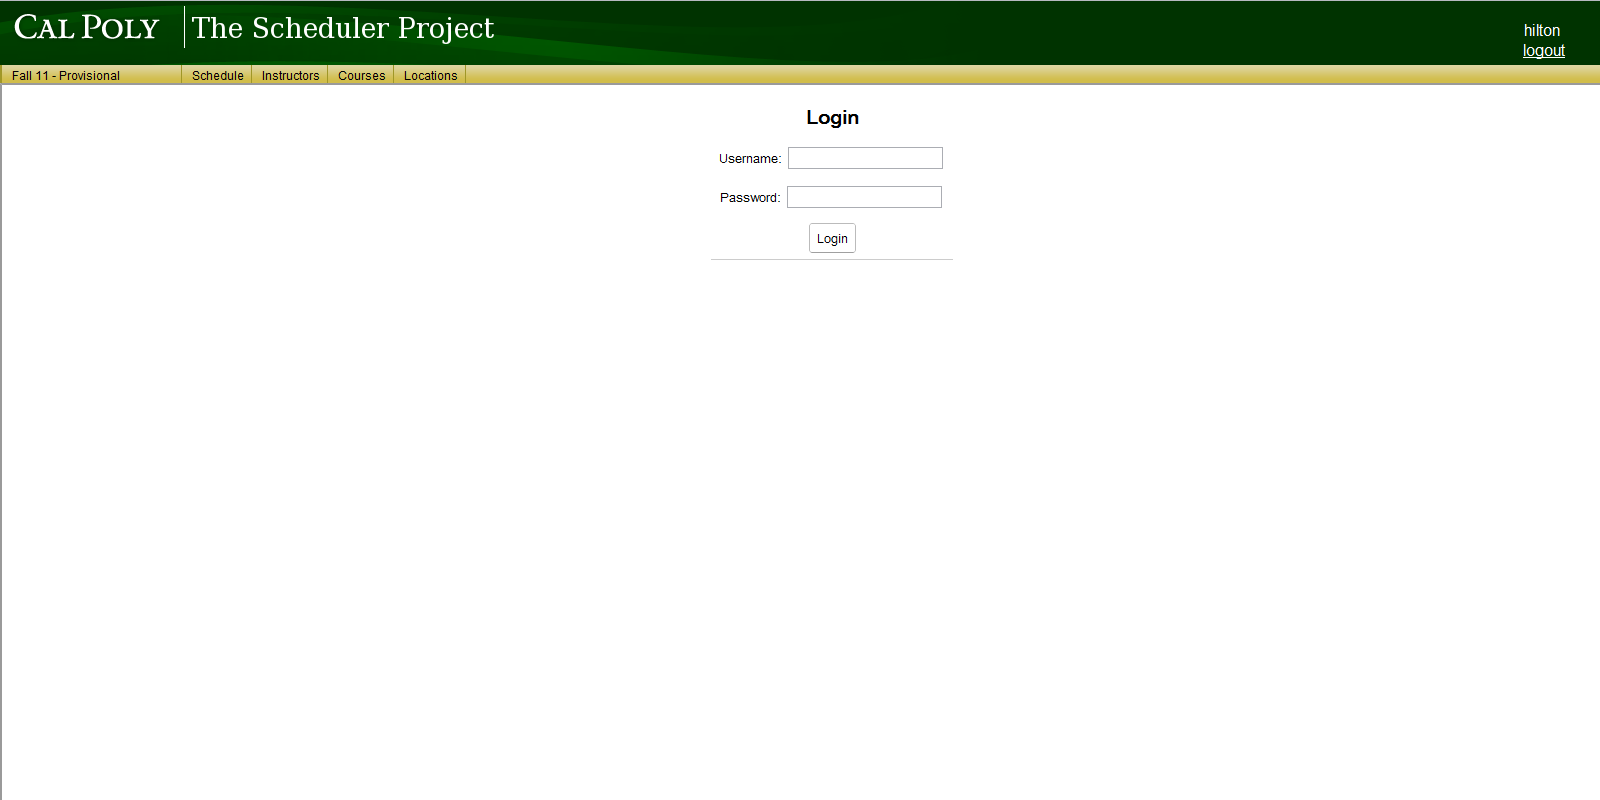 CAL POLY The Scheduler Project
hilton
logout
Fall 11 - Provisional Schedule Instructors Courses Locations
Login
Username:
Password:
Login